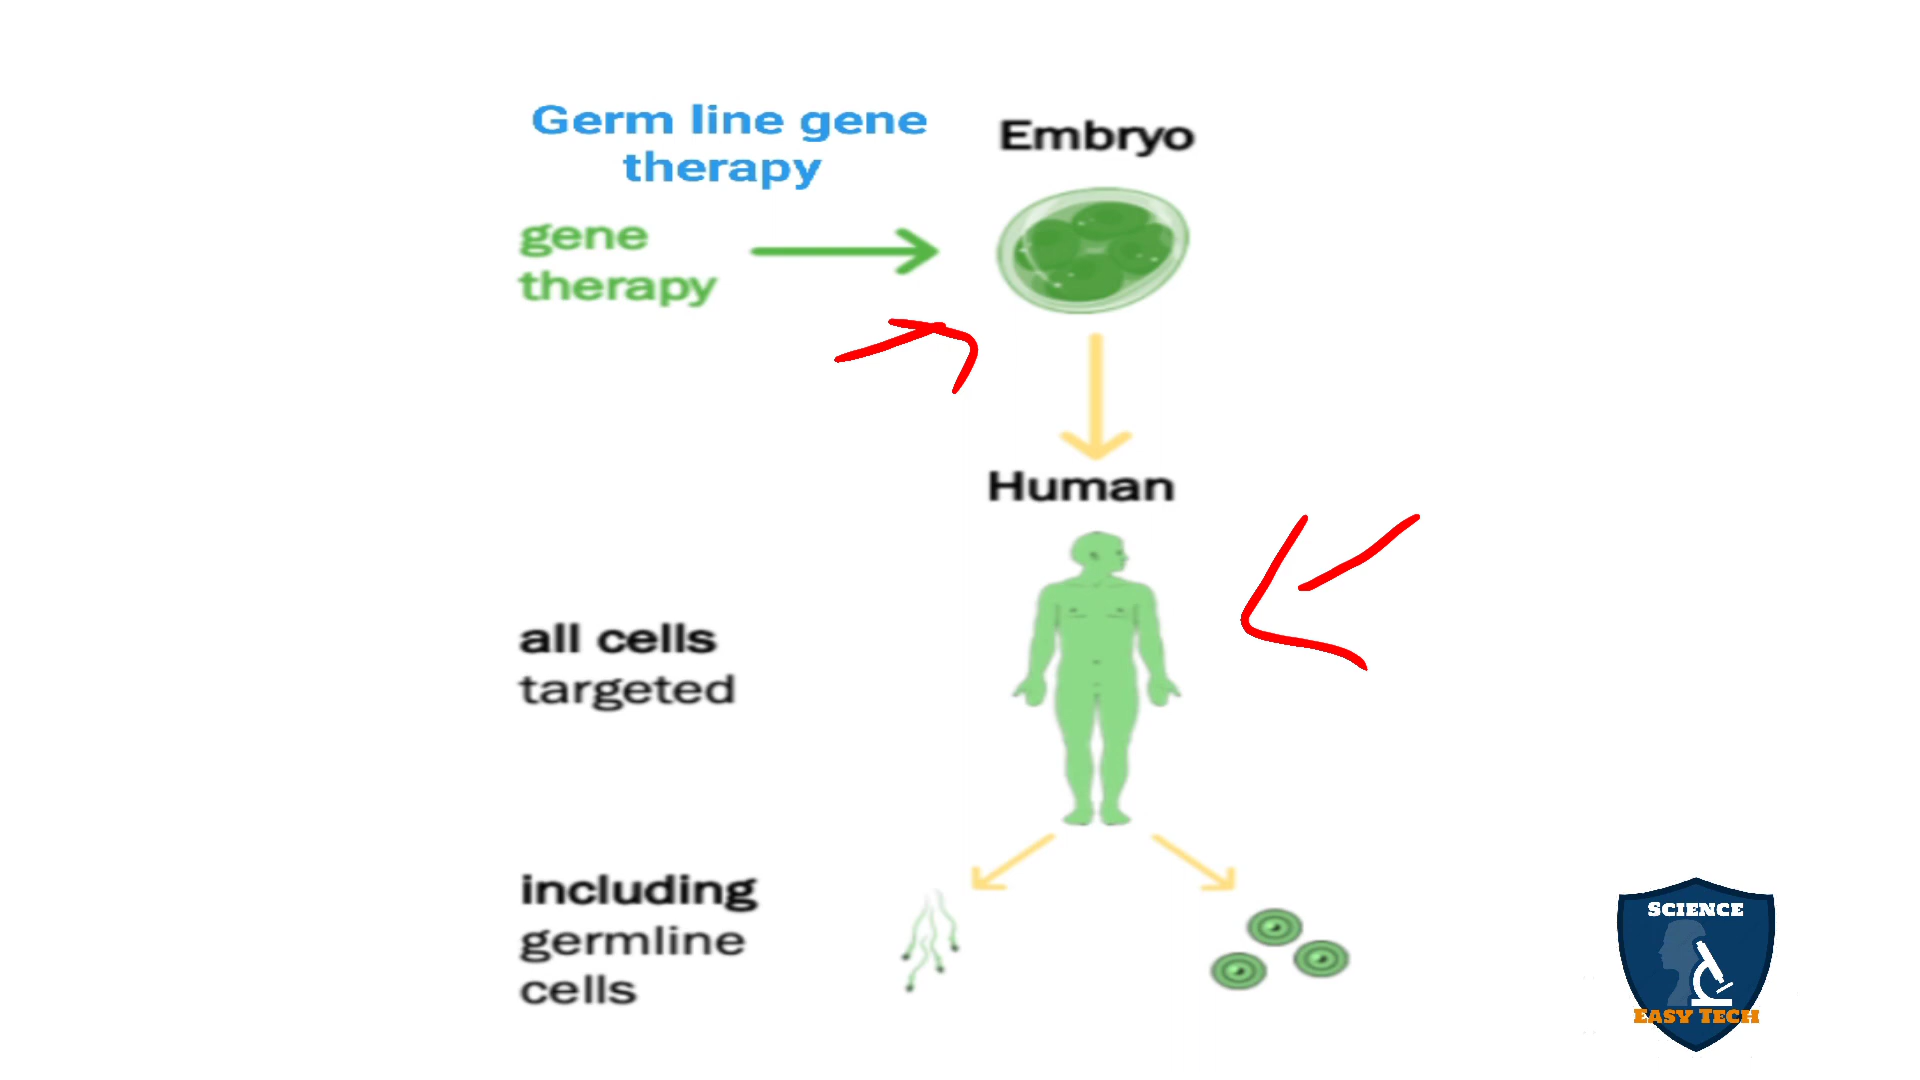 Germ line gene
therapy
Embryo
gene
therapy
Human
all cells
targeted
including
germline
cells
SCIENCE
EASY TECH